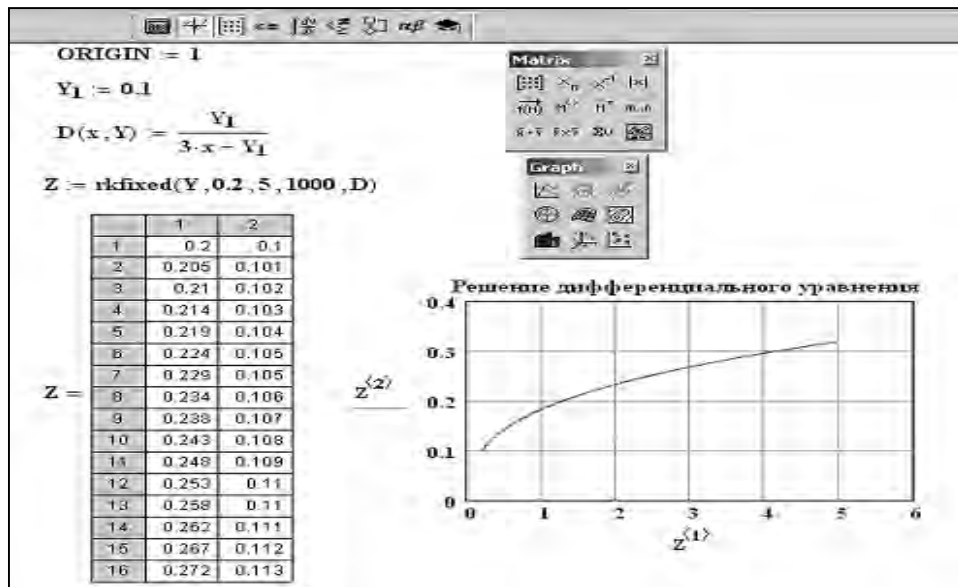 ORIGIN := 1
Y1 := 0.1
D(x,Y) := Y1 / 3·x − Y1
Z := rkfixed(Y,0.2,5,1000,D)
Matrix
Graph
Z =
1 2
1 0.2 0.1
2 0.205 0.101
3 0.21 0.102
4 0.214 0.103
5 0.219 0.104
6 0.224 0.105
7 0.229 0.105
8 0.234 0.106
9 0.238 0.107
10 0.243 0.108
11 0.248 0.109
12 0.253 0.11
13 0.258 0.11
14 0.262 0.111
15 0.267 0.112
16 0.272 0.113
Решение дифференциального уравнения
0.4
0.3
0.2
0.1
0
Z⟨2⟩
0 1 2 3 4 5 6
Z⟨1⟩